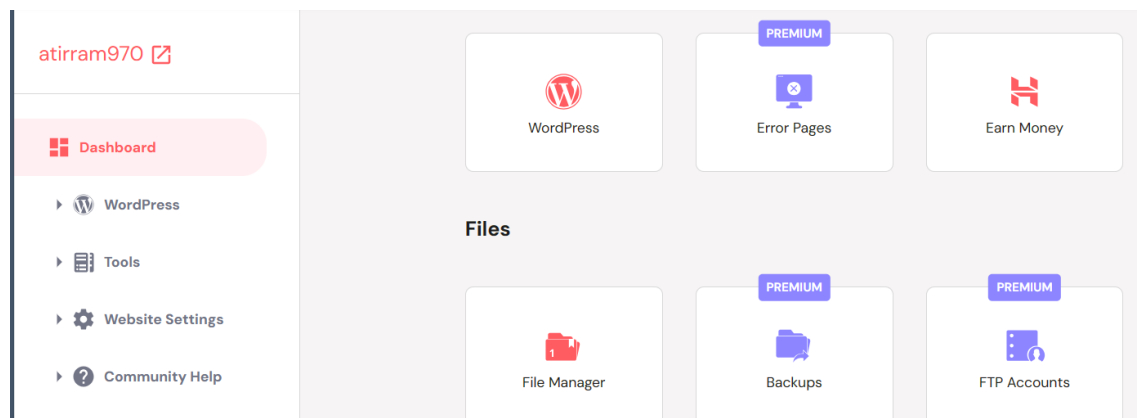 atirram970
Dashboard
WordPress
Tools
Website Settings
Community Help
PREMIUM
WordPress
Error Pages
Earn Money
Files
PREMIUM
PREMIUM
1
File Manager
Backups
FTP Accounts